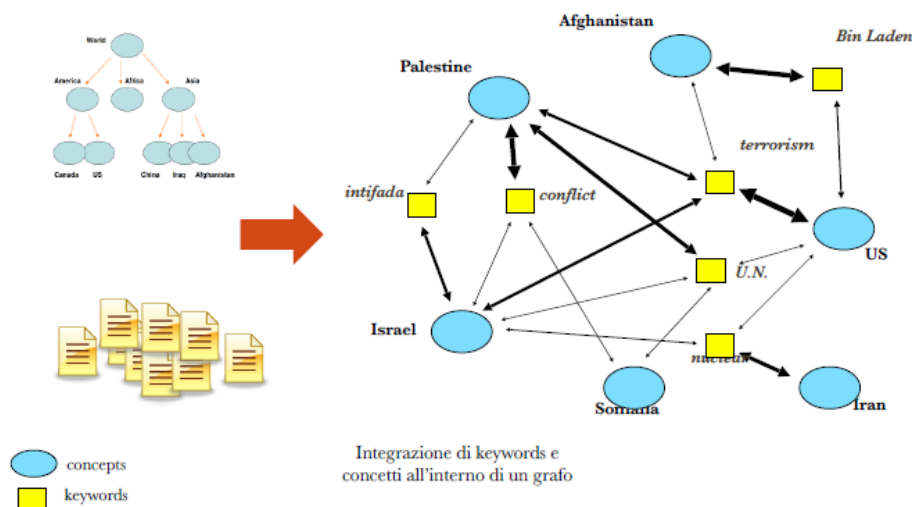 World
America
Africa
Asia
Canada
US
China
Iraq
Afghanistan
Afghanistan
Bin Laden
Palestine
terrorism
intifada
conflict
US
U.N.
Israel
nuclear
Somalia
Iran
Integrazione di keywords e
concetti all'interno di un grafo
concepts
keywords